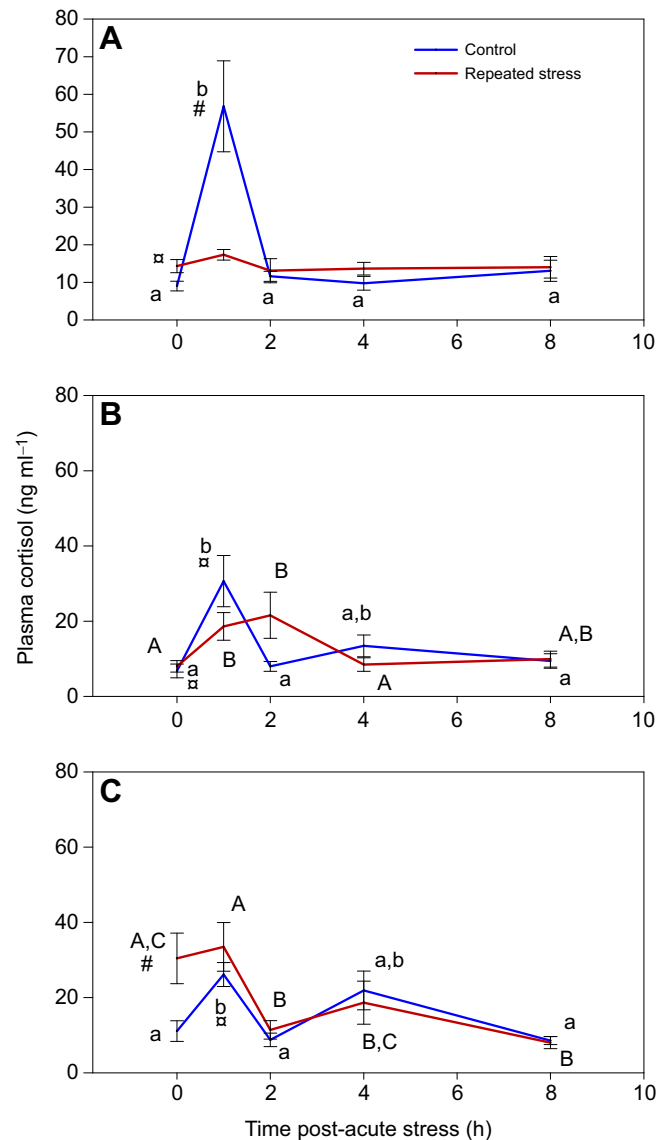 A
Control
Repeated stress
80
70
60
50
40
30
20
10
0
b
#
¤
a
a
a
a
0
2
4
6
8
10
Plasma cortisol (ng ml⁻¹)
B
80
60
40
20
0
b
¤
B
a,b
A
A,B
a
¤
B
a
A
a
0
2
4
6
8
10
C
80
60
40
20
0
A
A,C
#
a,b
B
a
a
b
¤
a
B,C
B
0
2
4
6
8
10
Time post-acute stress (h)